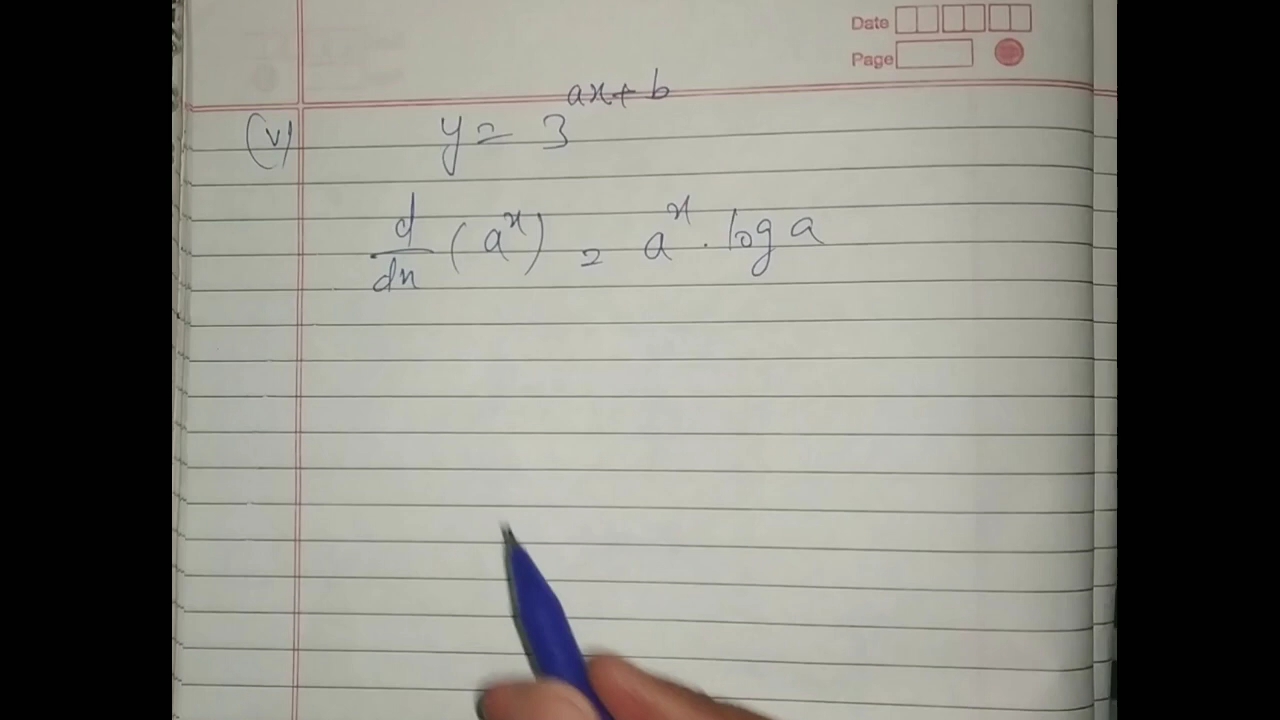 Date
Page
(v) y = 3^{ax+b}
d/dx (a^x) = a^x . log a